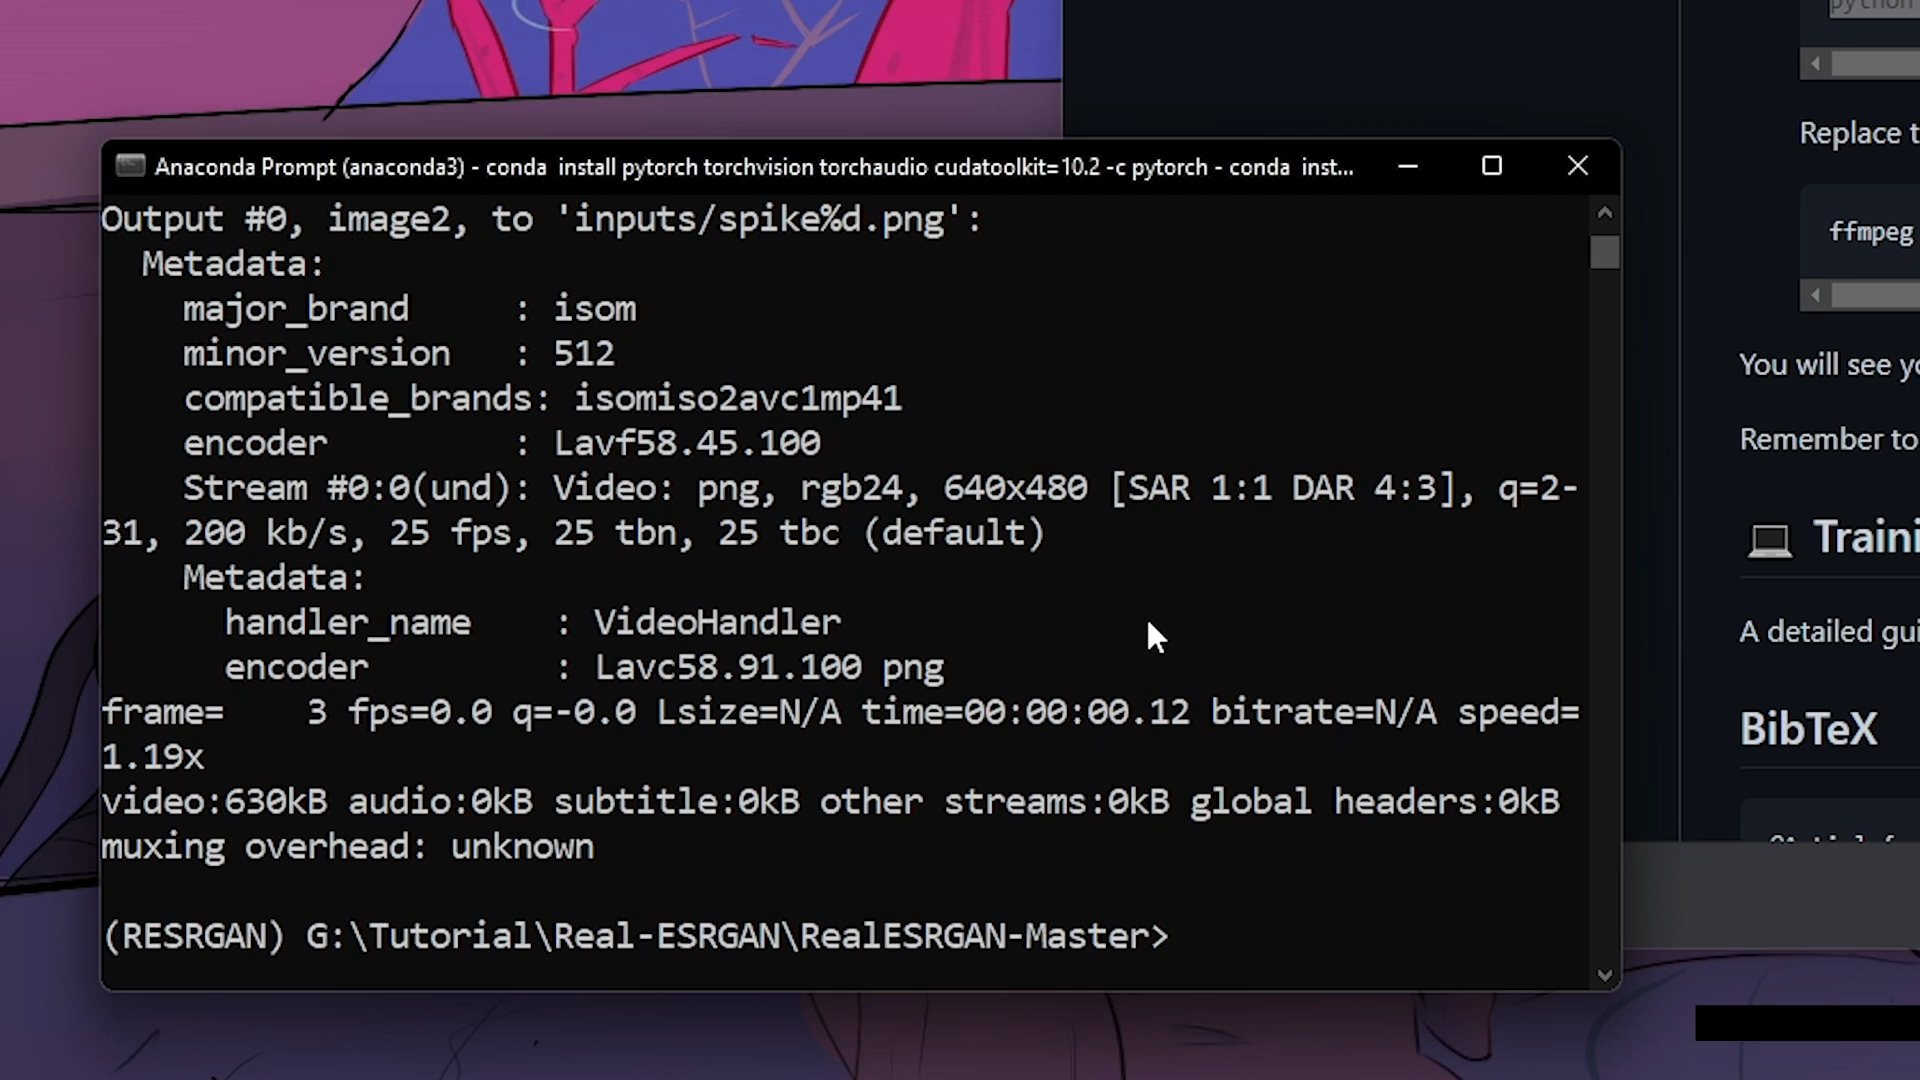 python
Replace t
Anaconda Prompt (anaconda3) - conda  install pytorch torchvision torchaudio cudatoolkit=10.2 -c pytorch - conda  inst...
Output #0, image2, to 'inputs/spike%d.png':
ffmpeg
Metadata:
major_brand     : isom
minor_version   : 512
You will see yo
compatible_brands: isomiso2avc1mp41
encoder         : Lavf58.45.100
Remember to
Stream #0:0(und): Video: png, rgb24, 640x480 [SAR 1:1 DAR 4:3], q=2-
31, 200 kb/s, 25 fps, 25 tbn, 25 tbc (default)
Traini
Metadata:
handler_name    : VideoHandler
A detailed gui
encoder         : Lavc58.91.100 png
frame=    3 fps=0.0 q=-0.0 Lsize=N/A time=00:00:00.12 bitrate=N/A speed=
1.19x
BibTeX
video:630kB audio:0kB subtitle:0kB other streams:0kB global headers:0kB
muxing overhead: unknown
(RESRGAN) G:\Tutorial\Real-ESRGAN\RealESRGAN-Master>